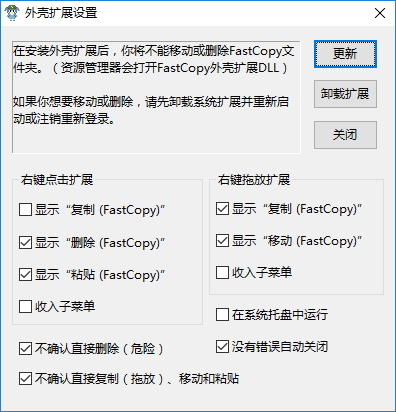 外壳扩展设置
在安装外壳扩展后，你将不能移动或删除FastCopy文
件夹。（资源管理器会打开FastCopy外壳扩展DLL）
如果你想要移动或删除，请先卸载系统扩展并重新启
动或注销重新登录。
更新
卸载扩展
关闭
右键点击扩展
显示“复制 (FastCopy)”
显示“删除 (FastCopy)”
显示“粘贴 (FastCopy)”
收入子菜单
右键拖放扩展
显示“复制 (FastCopy)”
显示“移动 (FastCopy)”
收入子菜单
在系统托盘中运行
不确认直接删除（危险）
没有错误自动关闭
不确认直接复制（拖放）、移动和粘贴